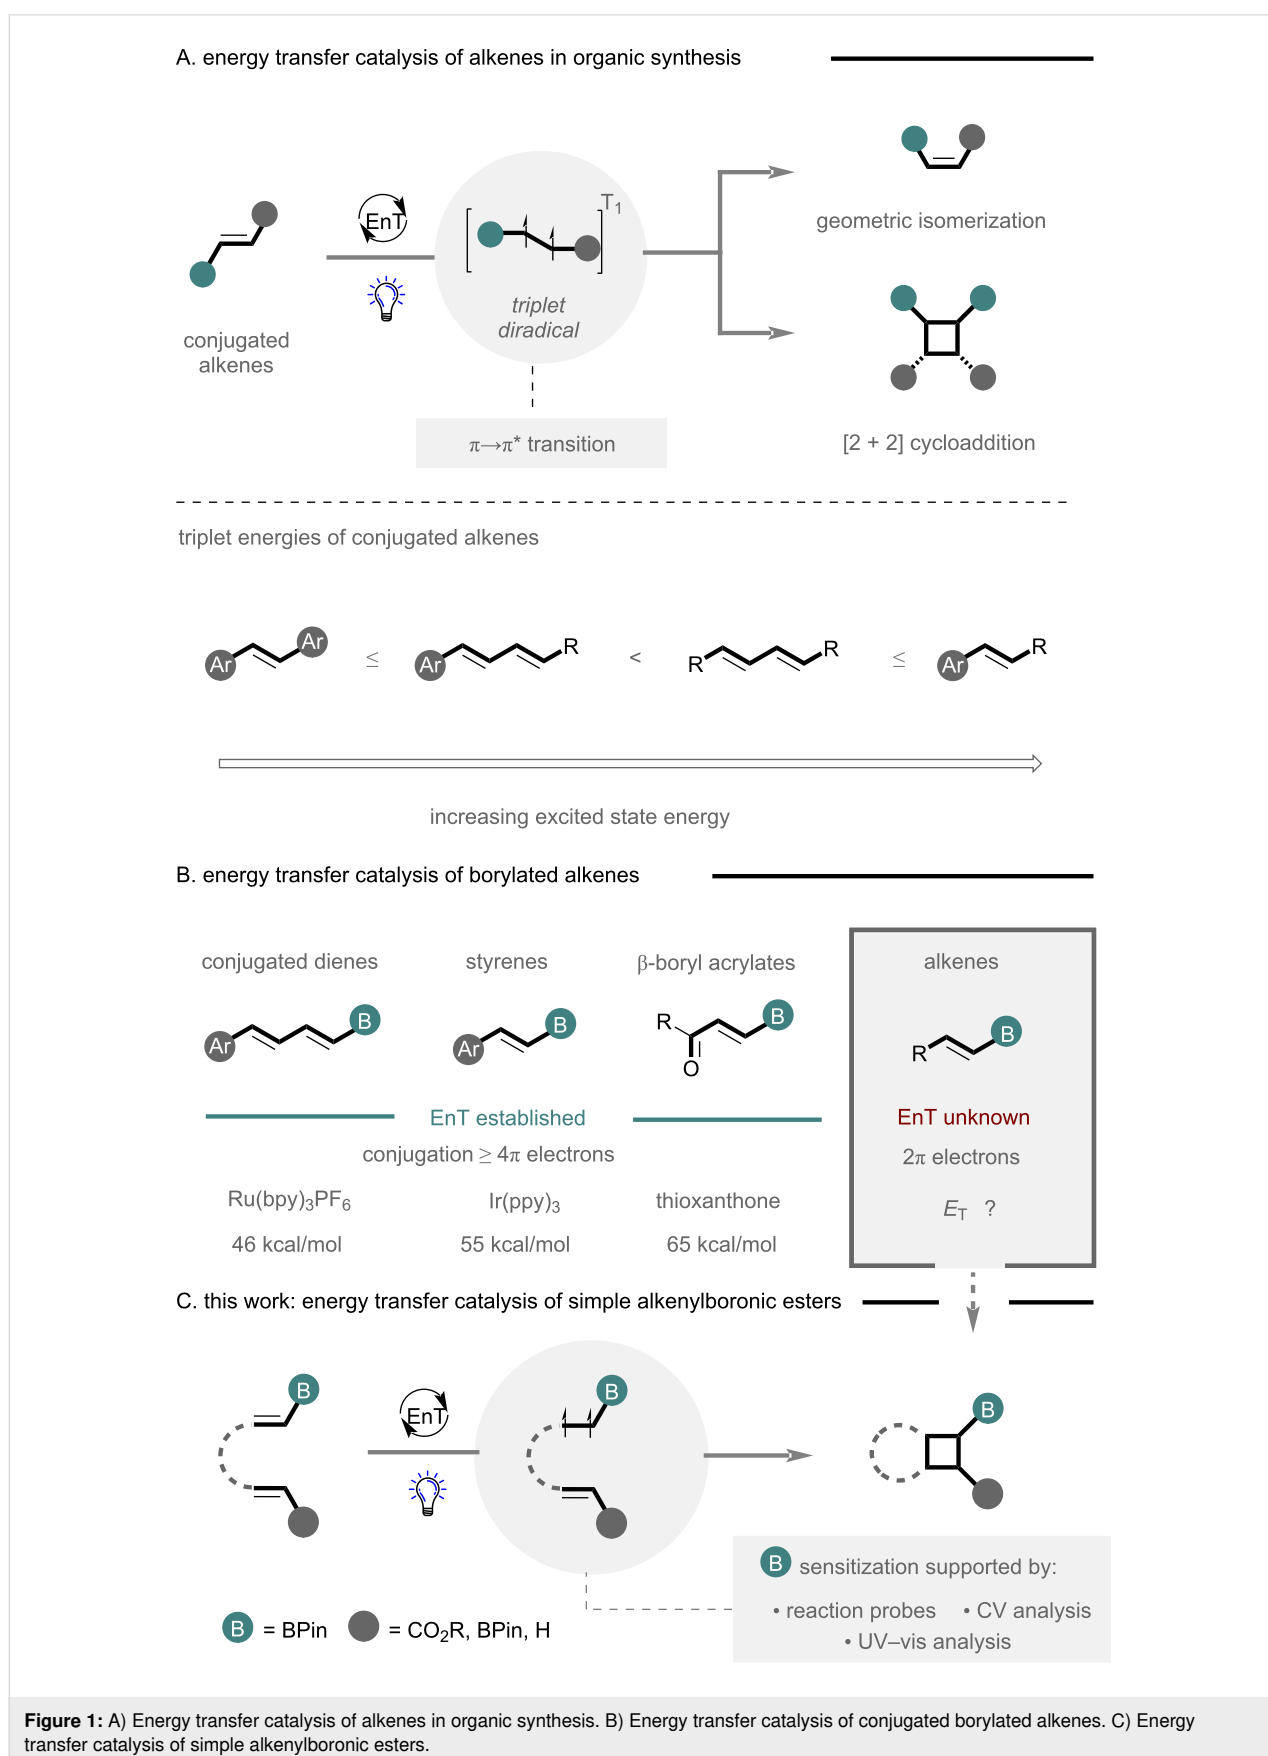 A. energy transfer catalysis of alkenes in organic synthesis
EnT
T1
triplet
diradical
conjugated
alkenes
geometric isomerization
π→π* transition
[2 + 2] cycloaddition
triplet energies of conjugated alkenes
Ar Ar ≤ Ar R < R R ≤ Ar R
increasing excited state energy
B. energy transfer catalysis of borylated alkenes
conjugated dienes styrenes β-boryl acrylates alkenes
Ar B Ar B R O B R B
EnT established EnT unknown
conjugation ≥ 4π electrons 2π electrons
Ru(bpy)3PF6 Ir(ppy)3 thioxanthone ET ?
46 kcal/mol 55 kcal/mol 65 kcal/mol
C. this work: energy transfer catalysis of simple alkenylboronic esters
B EnT B B
B sensitization supported by:
• reaction probes • CV analysis
• UV–vis analysis
B = BPin = CO2R, BPin, H
Figure 1: A) Energy transfer catalysis of alkenes in organic synthesis. B) Energy transfer catalysis of conjugated borylated alkenes. C) Energy
transfer catalysis of simple alkenylboronic esters.